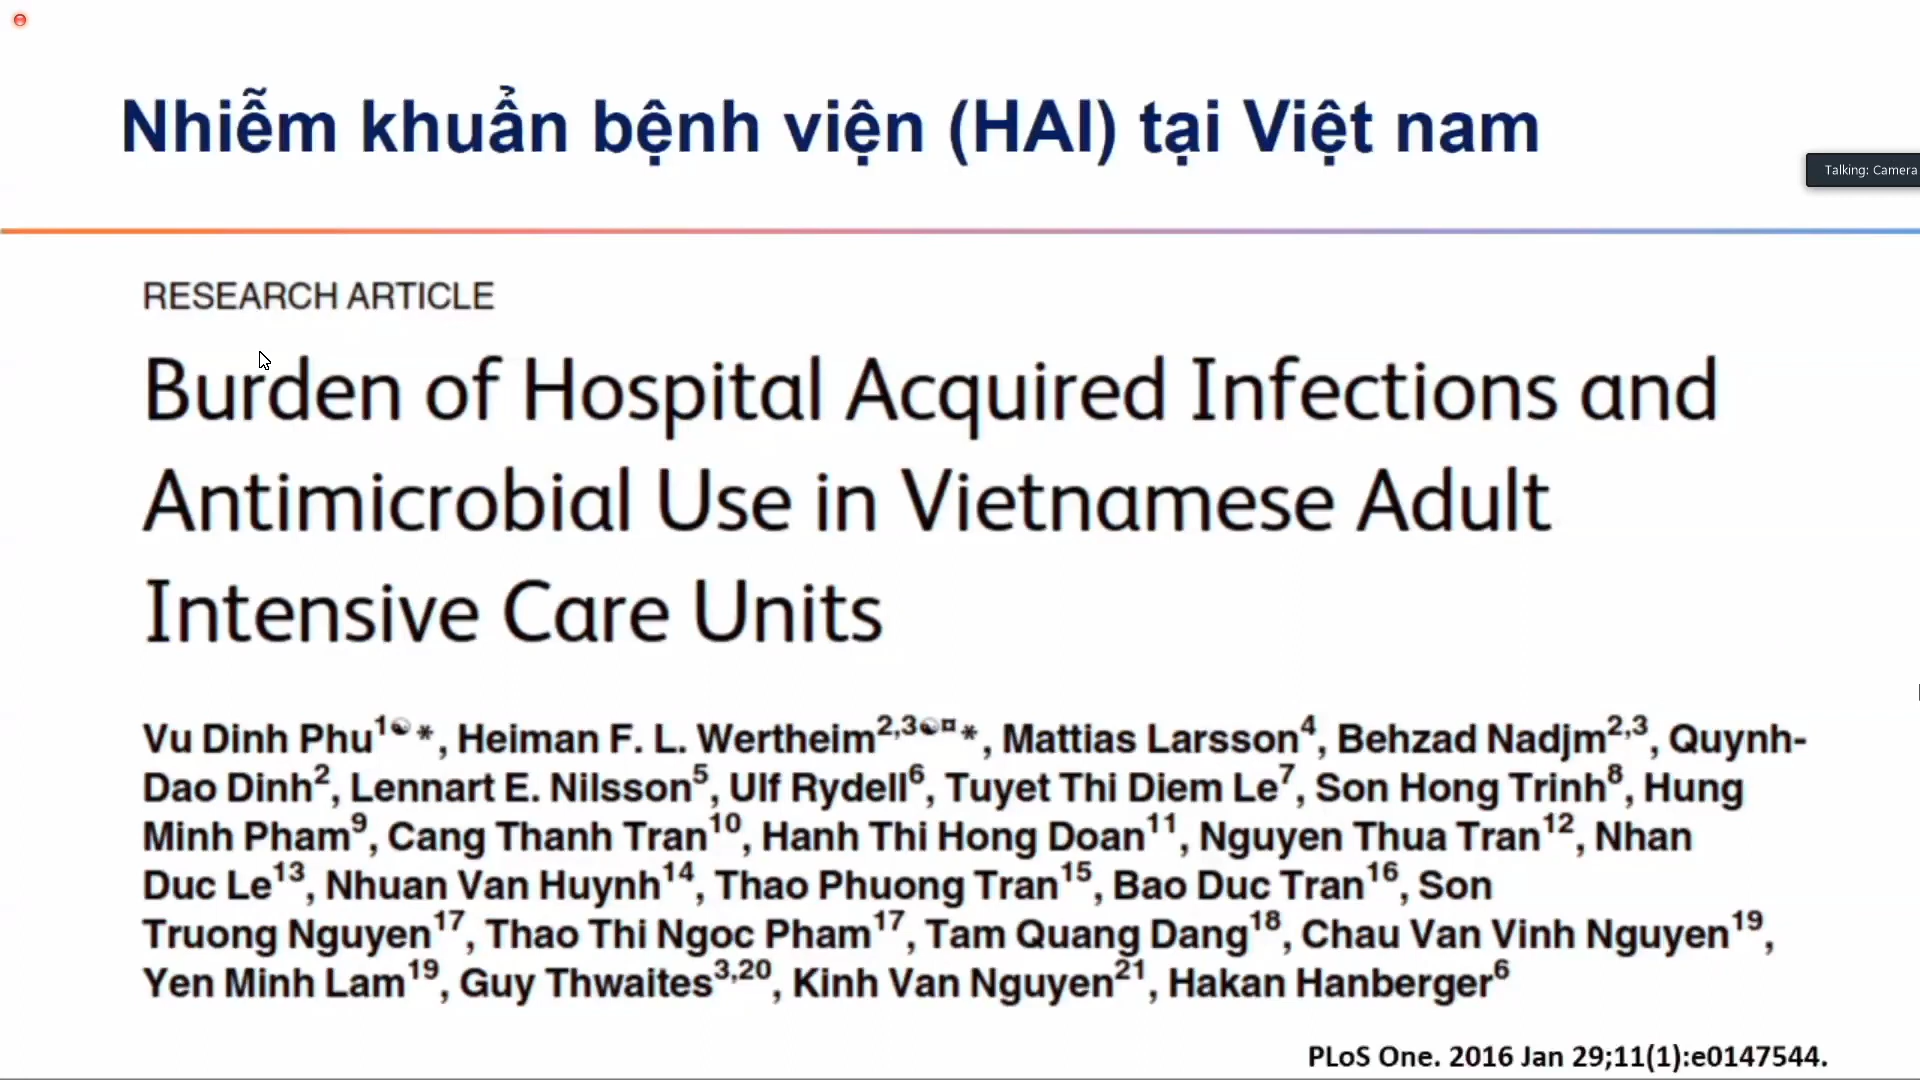 Nhiễm khuẩn bệnh viện (HAI) tại Việt nam
Talking: Camera
RESEARCH ARTICLE
Burden of Hospital Acquired Infections and
Antimicrobial Use in Vietnamese Adult
Intensive Care Units
Vu Dinh Phu1☯*, Heiman F. L. Wertheim2,3☯¤*, Mattias Larsson4, Behzad Nadjm2,3, Quynh-
Dao Dinh2, Lennart E. Nilsson5, Ulf Rydell6, Tuyet Thi Diem Le7, Son Hong Trinh8, Hung
Minh Pham9, Cang Thanh Tran10, Hanh Thi Hong Doan11, Nguyen Thua Tran12, Nhan
Duc Le13, Nhuan Van Huynh14, Thao Phuong Tran15, Bao Duc Tran16, Son
Truong Nguyen17, Thao Thi Ngoc Pham17, Tam Quang Dang18, Chau Van Vinh Nguyen19,
Yen Minh Lam19, Guy Thwaites3,20, Kinh Van Nguyen21, Hakan Hanberger6
PLoS One. 2016 Jan 29;11(1):e0147544.